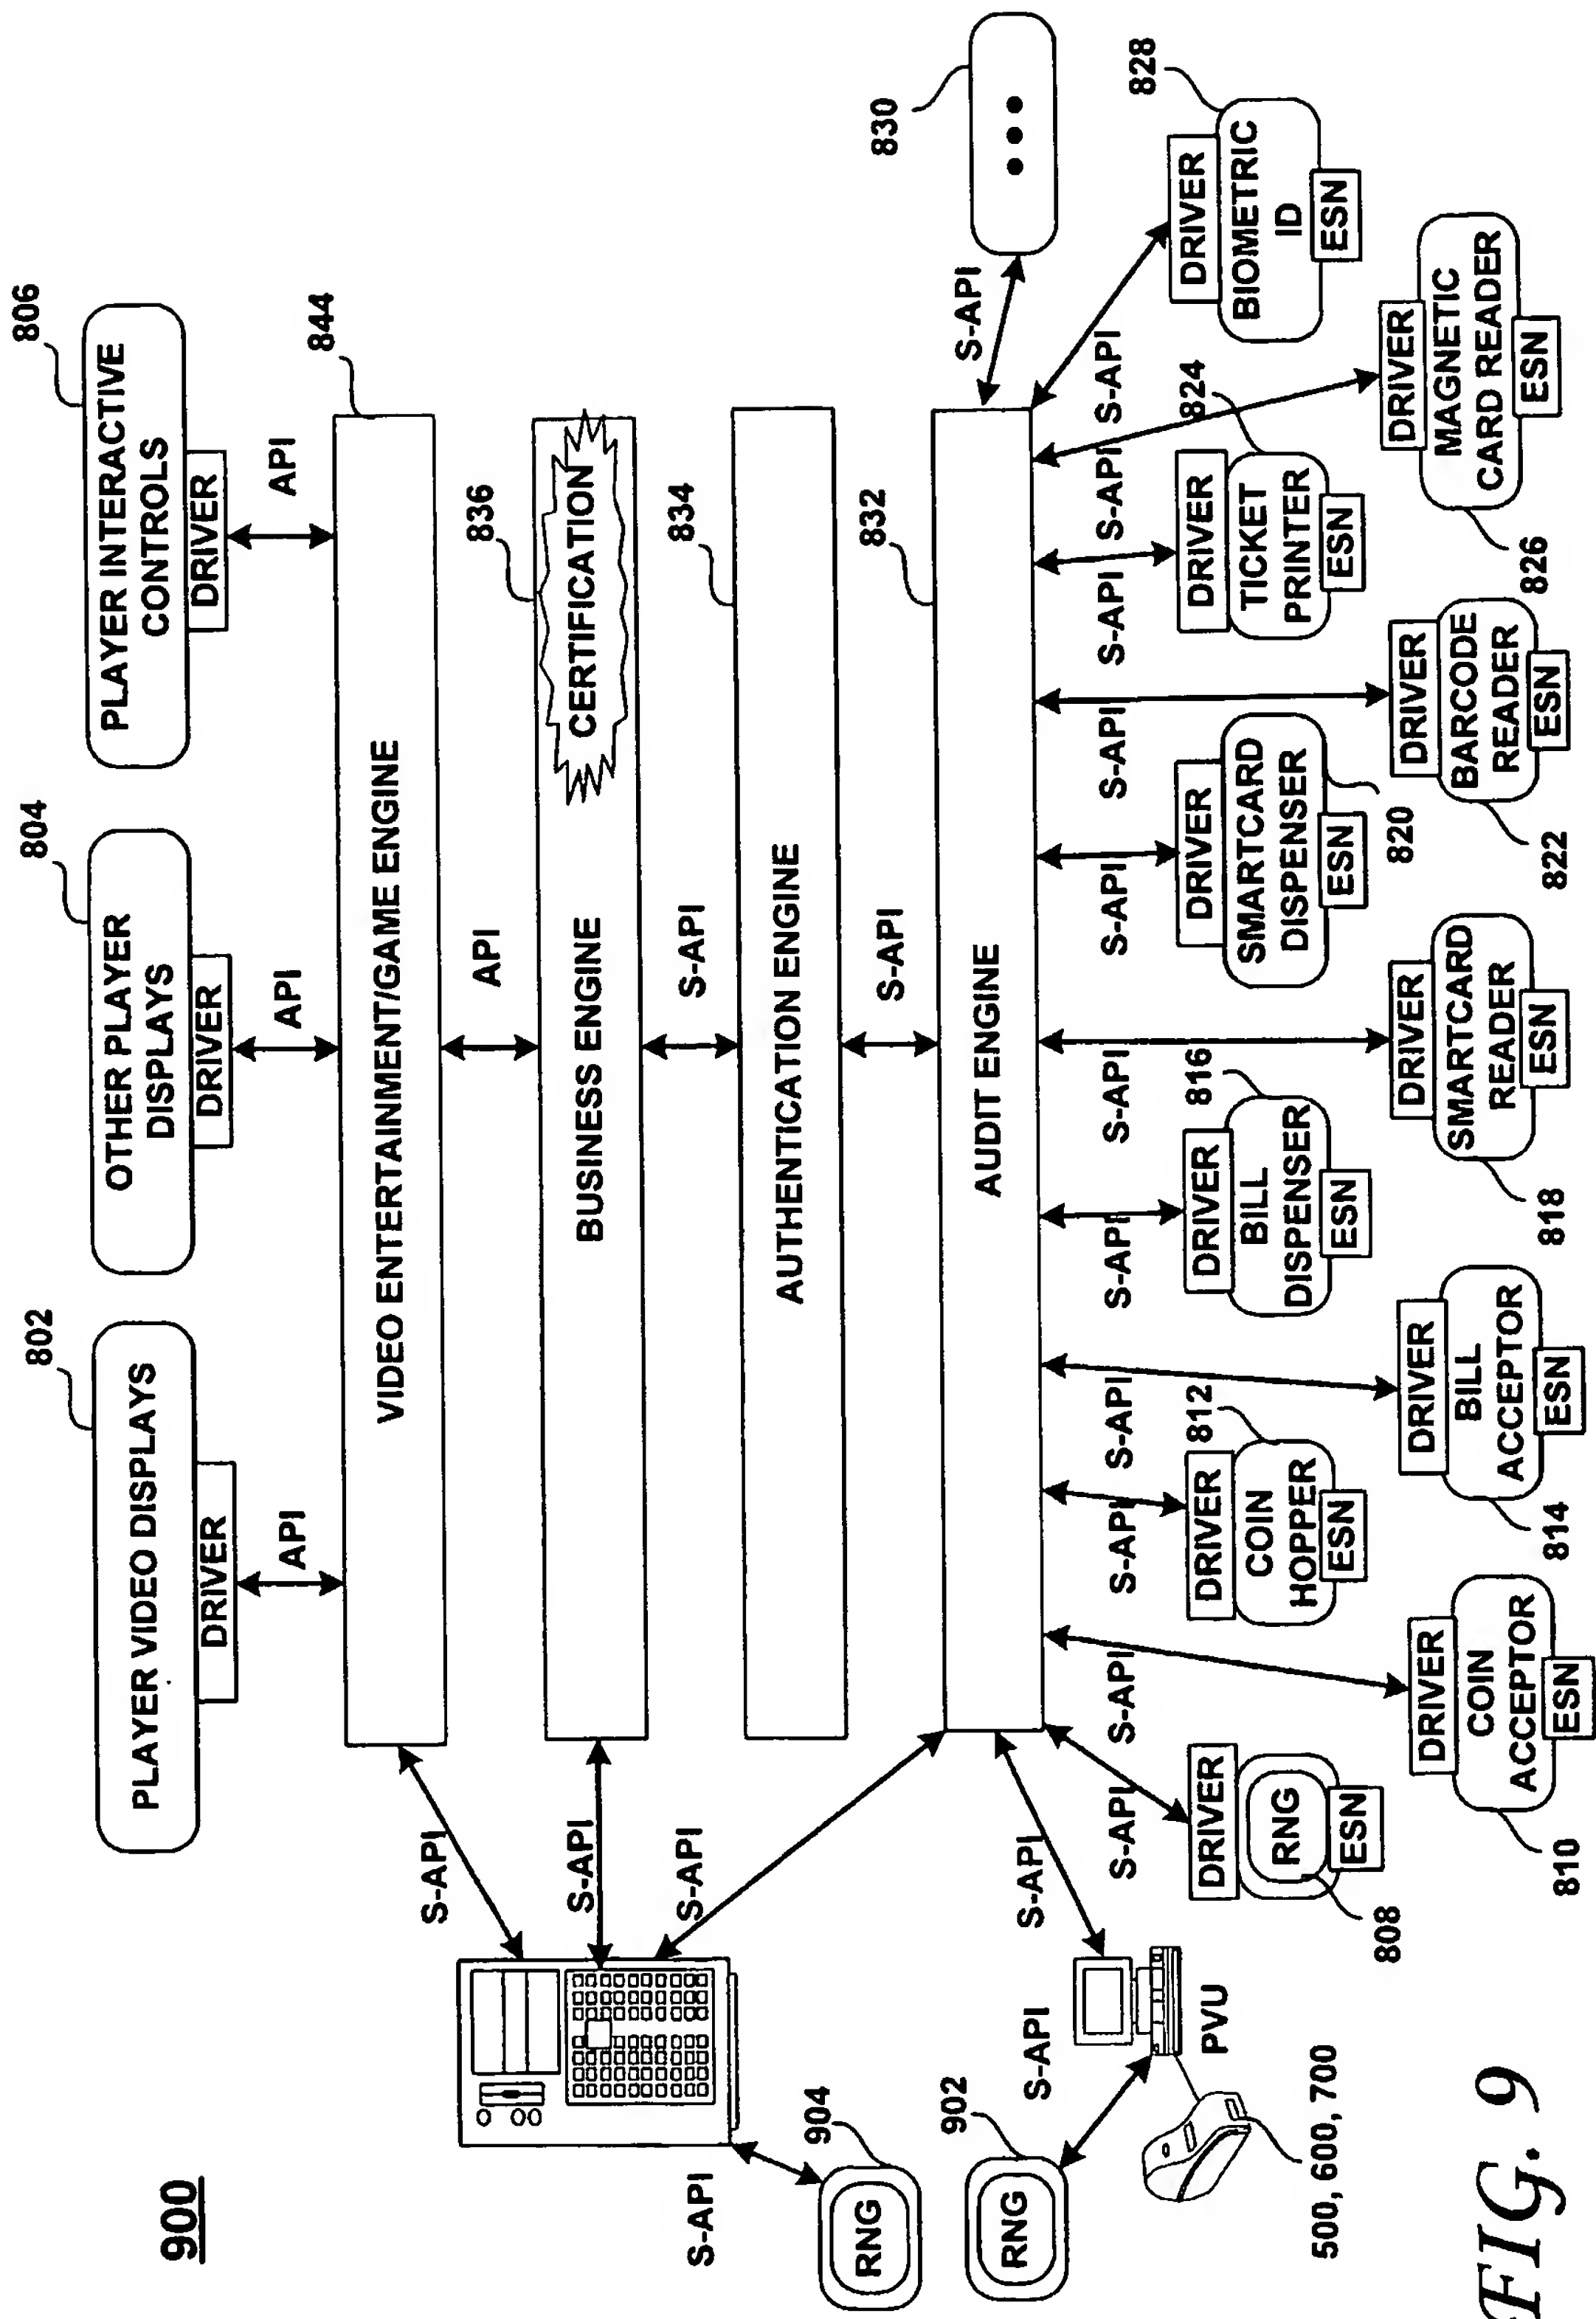 900
802
804
806
PLAYER VIDEO DISPLAYS
DRIVER
OTHER PLAYER
DISPLAYS
DRIVER
PLAYER INTERACTIVE
CONTROLS
DRIVER
API
API
API
844
VIDEO ENTERTAINMENT/GAME ENGINE
S-API
API
836
BUSINESS ENGINE
CERTIFICATION
S-API
S-API
S-API
834
AUTHENTICATION ENGINE
S-API
904
RNG
S-API
832
830
•••
S-API
AUDIT ENGINE
902
RNG
S-API
S-API
PVU
500, 600, 700
S-API
S-API
S-API
S-API
S-API
S-API
S-API
S-API
S-API
S-API
S-API
DRIVER
RNG
ESN
808
DRIVER
COIN
HOPPER
ESN
812
DRIVER
BILL
DISPENSER
ESN
816
DRIVER
SMARTCARD
DISPENSER
ESN
820
DRIVER
TICKET
PRINTER
ESN
824
DRIVER
BIOMETRIC
ID
ESN
828
DRIVER
COIN
ACCEPTOR
ESN
810
DRIVER
BILL
ACCEPTOR
ESN
814
DRIVER
SMARTCARD
READER
ESN
818
DRIVER
BARCODE
READER
ESN
822
DRIVER
MAGNETIC
CARD READER
ESN
826
FIG. 9